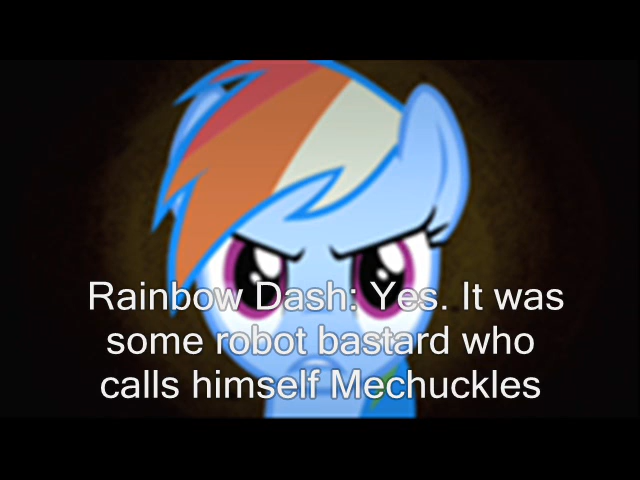 Rainbow Dash: Yes. It was
some robot bastard who
calls himself Mechuckles